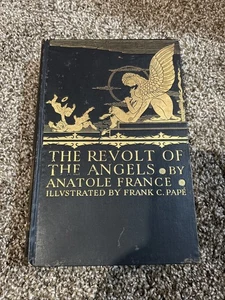 THE REVOLT OF
THE ANGELS • BY
ANATOLE FRANCE •
ILLUSTRATED BY FRANK C. PAPÉ